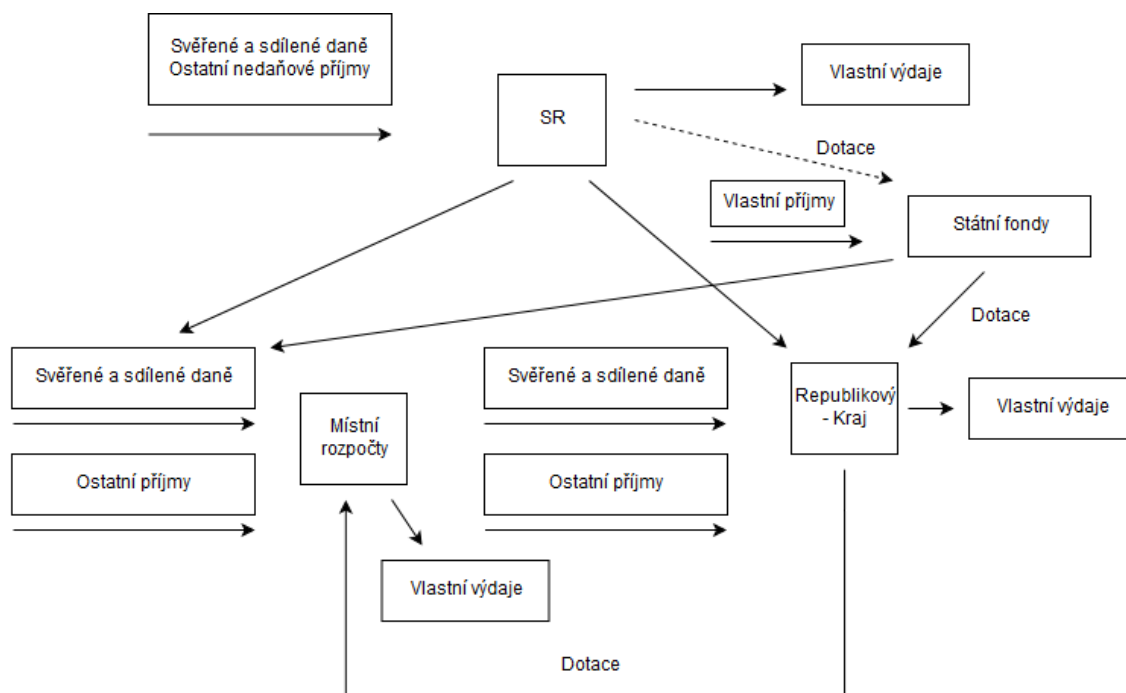 Svěřené a sdílené daně
Ostatní nedaňové příjmy
SR
Vlastní výdaje
Dotace
Vlastní příjmy
Státní fondy
Dotace
Svěřené a sdílené daně
Ostatní příjmy
Místní
rozpočty
Svěřené a sdílené daně
Ostatní příjmy
Republikový
- Kraj
Vlastní výdaje
Vlastní výdaje
Dotace